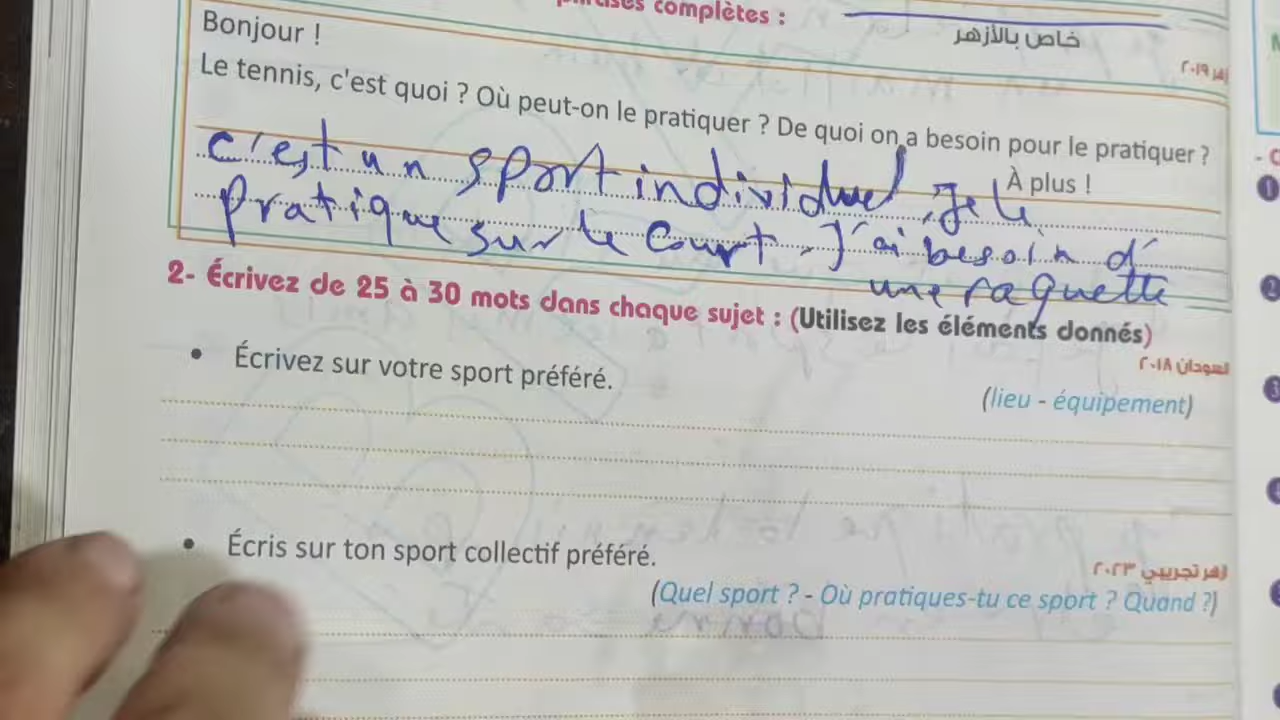 phrases complètes :
خاص بالأزهر
أزهر ٢٠١٩
Bonjour !
Le tennis, c'est quoi ? Où peut-on le pratiquer ? De quoi on a besoin pour le pratiquer ?
À plus !
c'est un sport individuel, Je le
pratique sur le court. J'ai besoin d'
une raquette
2- Écrivez de 25 à 30 mots dans chaque sujet : (Utilisez les éléments donnés)
السودان ٢٠١٨
• Écrivez sur votre sport préféré.
(lieu - équipement)
• Écris sur ton sport collectif préféré.
أزهر تجريبي ٢٠٢٣
(Quel sport ? - Où pratiques-tu ce sport ? Quand ?)